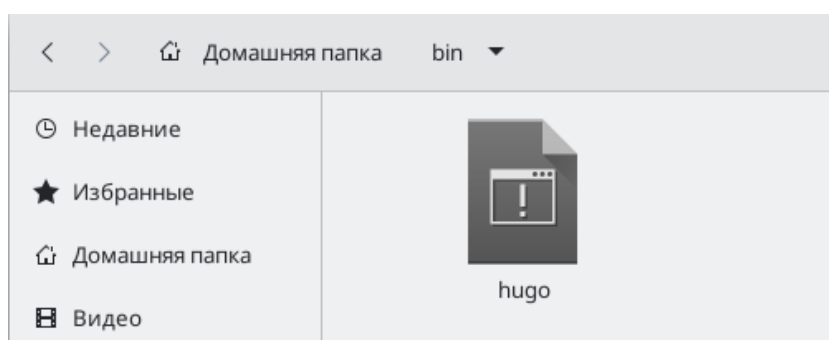 Домашняя папка bin
Недавние
Избранные
Домашняя папка
Видео
hugo